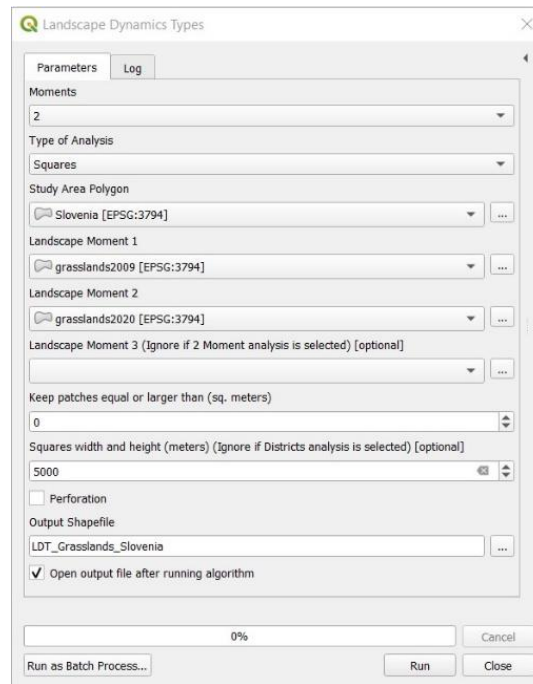 Landscape Dynamics Types
Parameters Log
Moments
2
Type of Analysis
Squares
Study Area Polygon
Slovenia [EPSG:3794]
...
Landscape Moment 1
grasslands2009 [EPSG:3794]
...
Landscape Moment 2
grasslands2020 [EPSG:3794]
...
Landscape Moment 3 (Ignore if 2 Moment analysis is selected) [optional]
...
Keep patches equal or larger than (sq. meters)
0
Squares width and height (meters) (Ignore if Districts analysis is selected) [optional]
5000
Perforation
Output Shapefile
LDT_Grasslands_Slovenia
...
Open output file after running algorithm
0%
Cancel
Run as Batch Process... Run Close